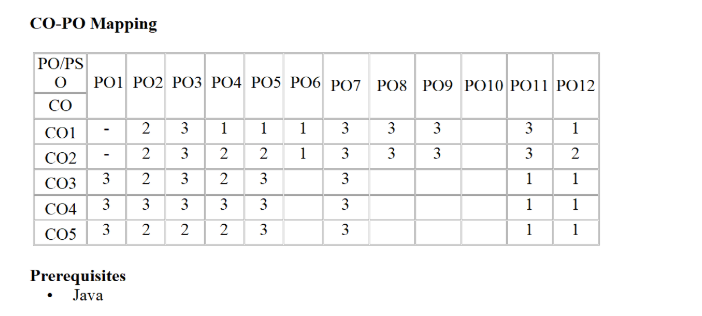 CO-PO Mapping
PO/PS
O PO1 PO2 PO3 PO4 PO5 PO6 PO7 PO8 PO9 PO10 PO11 PO12
CO
CO1 - 2 3 1 1 1 3 3 3 3 1
CO2 - 2 3 2 2 1 3 3 3 3 2
CO3 3 2 3 2 3 3 1 1
CO4 3 3 3 3 3 3 1 1
CO5 3 2 2 2 3 3 1 1
Prerequisites
• Java